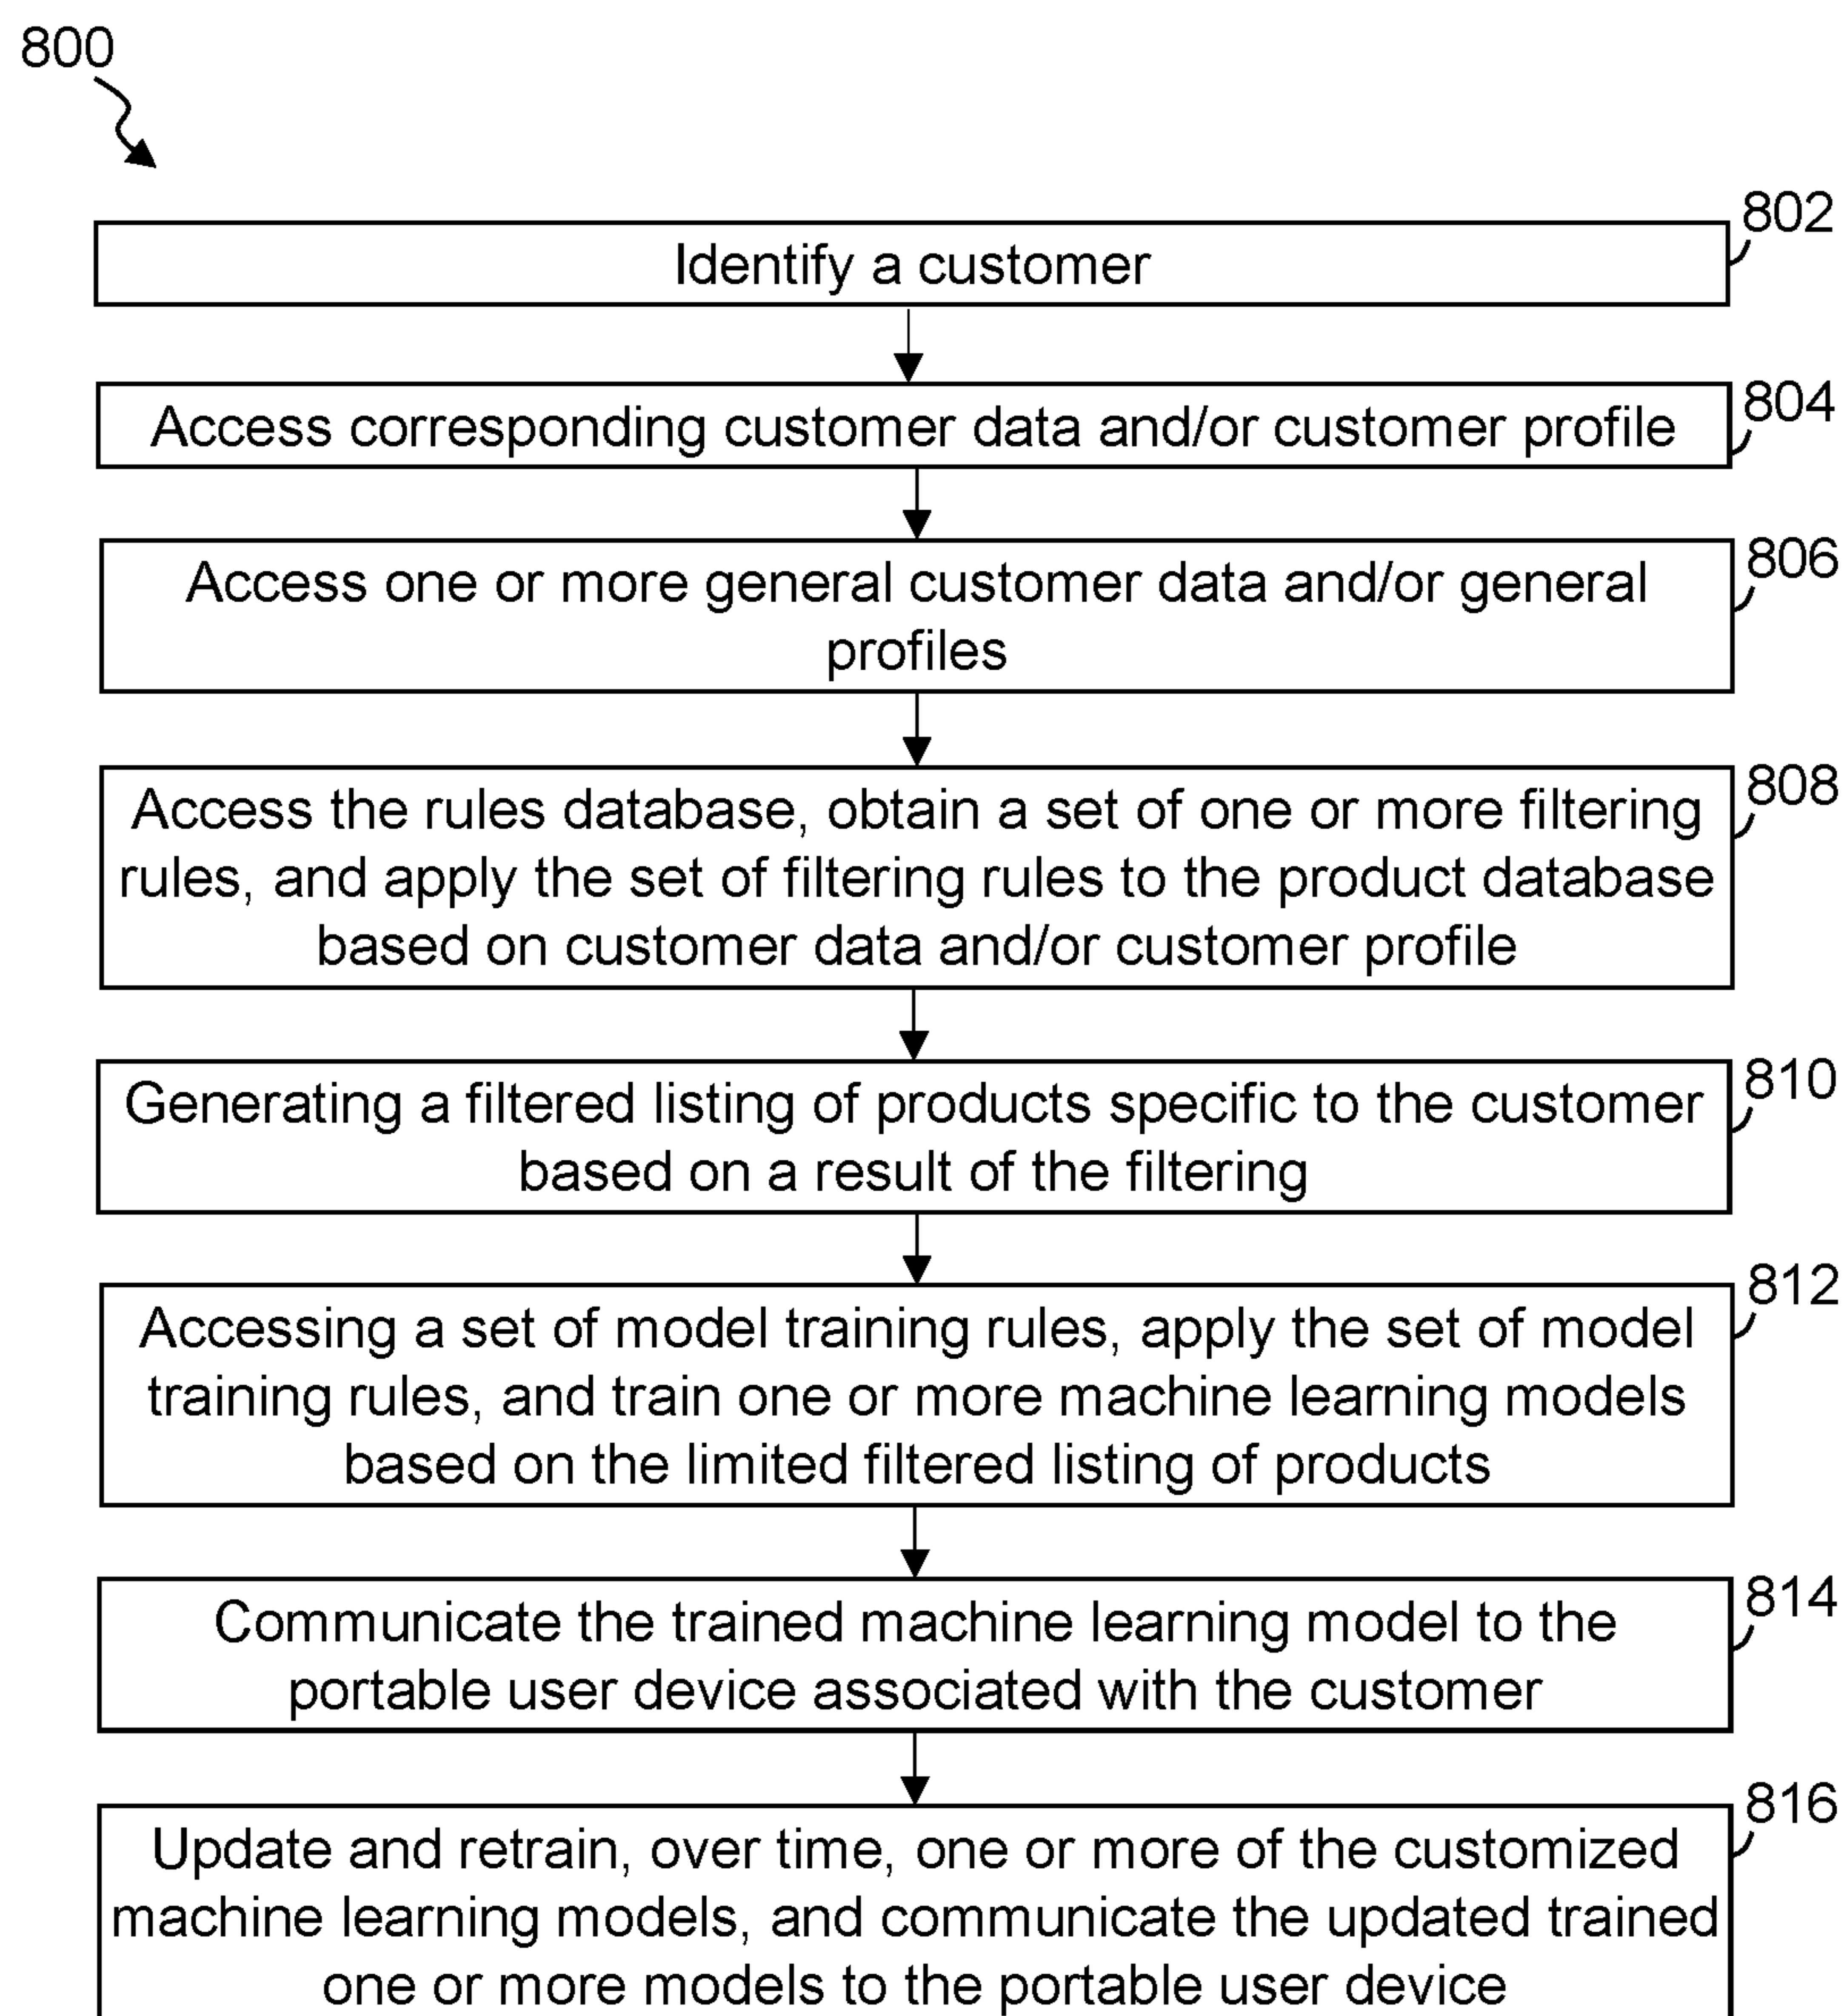 800
802
Identify a customer
804
Access corresponding customer data and/or customer profile
806
Access one or more general customer data and/or general
profiles
808
Access the rules database, obtain a set of one or more filtering
rules, and apply the set of filtering rules to the product database
based on customer data and/or customer profile
810
Generating a filtered listing of products specific to the customer
based on a result of the filtering
812
Accessing a set of model training rules, apply the set of model
training rules, and train one or more machine learning models
based on the limited filtered listing of products
814
Communicate the trained machine learning model to the
portable user device associated with the customer
816
Update and retrain, over time, one or more of the customized
machine learning models, and communicate the updated trained
one or more models to the portable user device